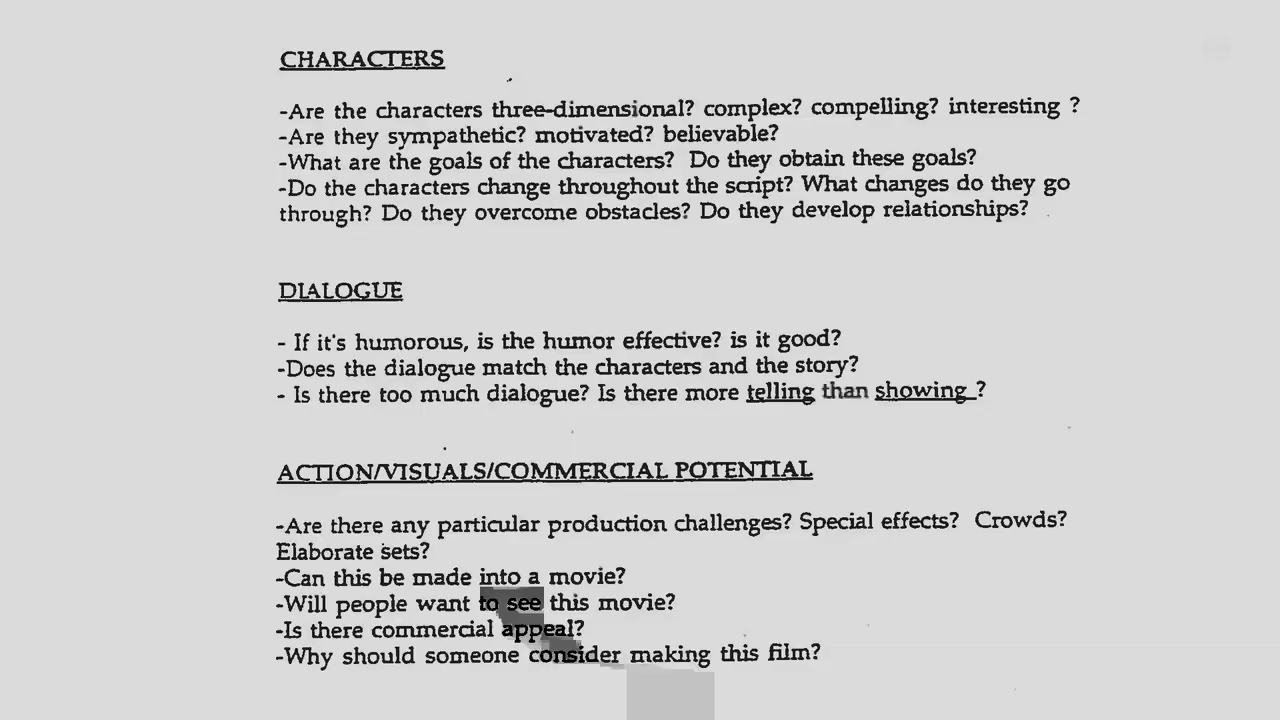 CHARACTERS
-Are the characters three-dimensional? complex? compelling? interesting ?
-Are they sympathetic? motivated? believable?
-What are the goals of the characters?  Do they obtain these goals?
-Do the characters change throughout the script? What changes do they go
through? Do they overcome obstacles? Do they develop relationships?
DIALOGUE
- If it's humorous, is the humor effective? is it good?
-Does the dialogue match the characters and the story?
- Is there too much dialogue? Is there more telling than showing ?
ACTION/VISUALS/COMMERCIAL POTENTIAL
-Are there any particular production challenges? Special effects?  Crowds?
Elaborate sets?
-Can this be made into a movie?
-Will people want to see this movie?
-Is there commercial appeal?
-Why should someone consider making this film?